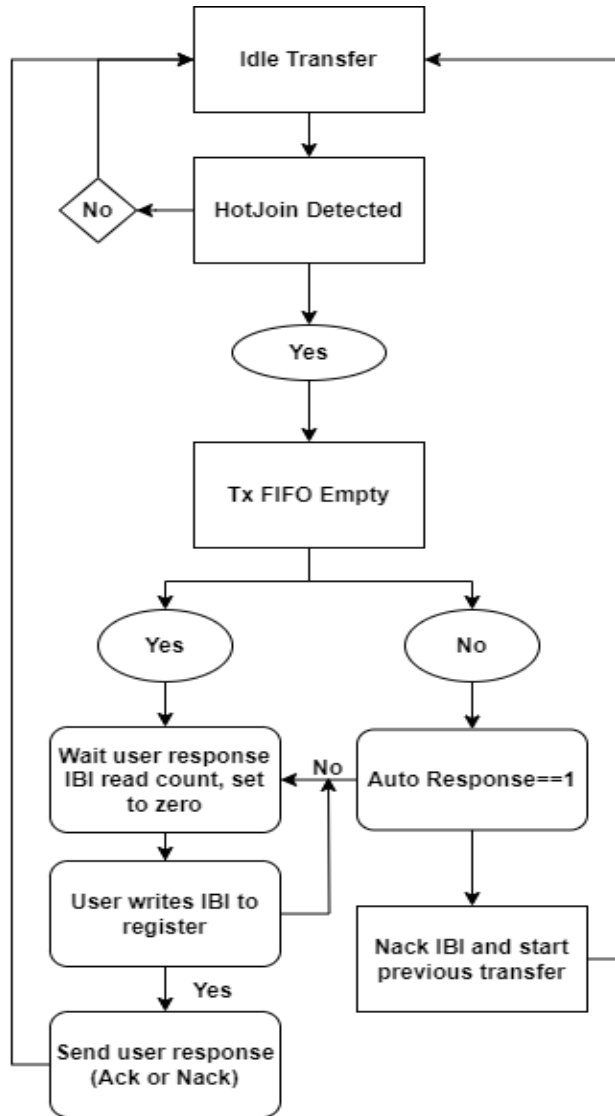 Idle Transfer
No
HotJoin Detected
Yes
Tx FIFO Empty
Yes
No
Wait user response
IBI read count, set
to zero
No
Auto Response==1
User writes IBI to
register
Nack IBI and start
previous transfer
Yes
Send user response
(Ack or Nack)